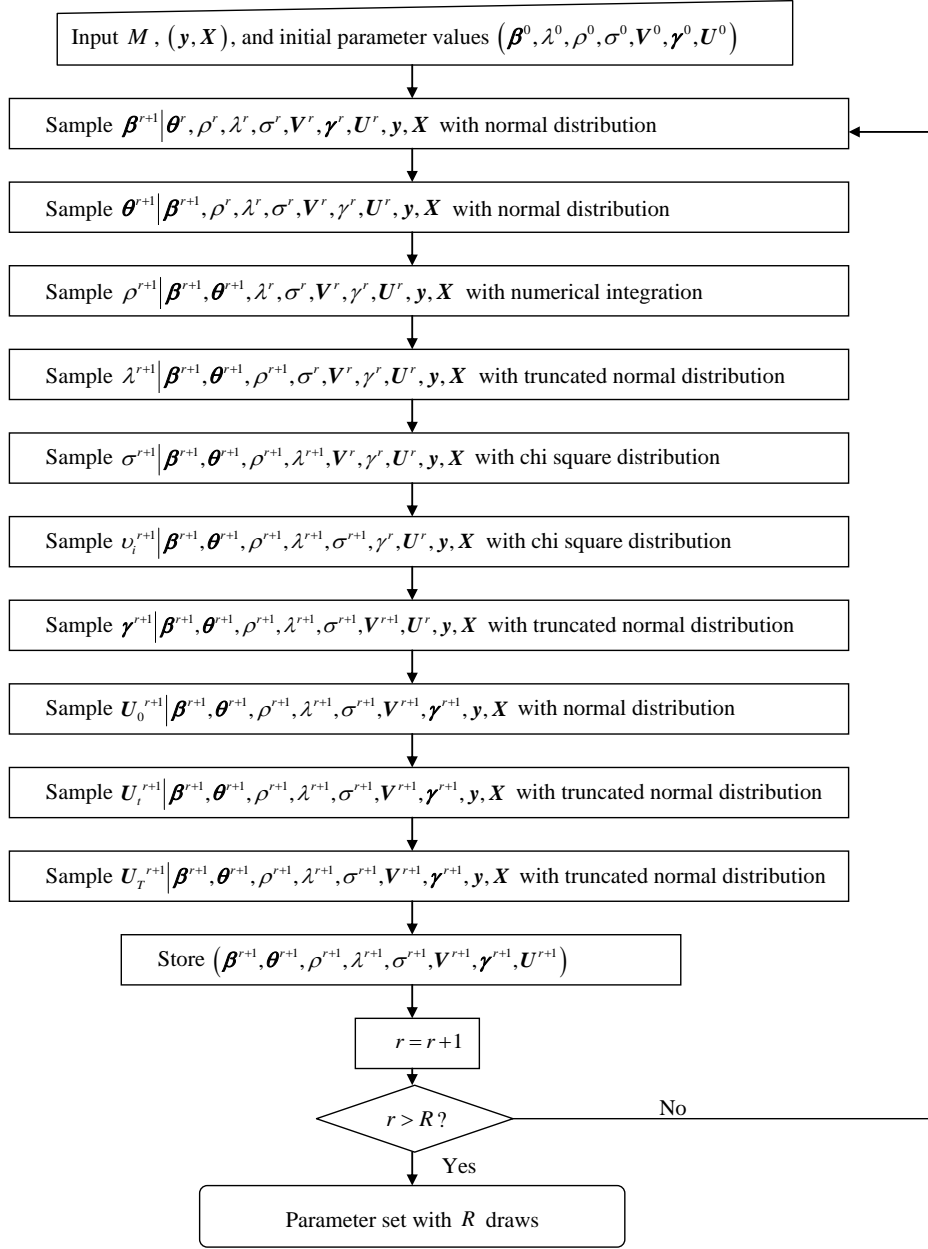 Input M , (y, X), and initial parameter values (β⁰, λ⁰, ρ⁰, σ⁰, V⁰, γ⁰, U⁰)
Sample β^{r+1} | θ^r, ρ^r, λ^r, σ^r, V^r, γ^r, U^r, y, X with normal distribution
Sample θ^{r+1} | β^{r+1}, ρ^r, λ^r, σ^r, V^r, γ^r, U^r, y, X with normal distribution
Sample ρ^{r+1} | β^{r+1}, θ^{r+1}, λ^r, σ^r, V^r, γ^r, U^r, y, X with numerical integration
Sample λ^{r+1} | β^{r+1}, θ^{r+1}, ρ^{r+1}, σ^r, V^r, γ^r, U^r, y, X with truncated normal distribution
Sample σ^{r+1} | β^{r+1}, θ^{r+1}, ρ^{r+1}, λ^{r+1}, V^r, γ^r, U^r, y, X with chi square distribution
Sample υ_i^{r+1} | β^{r+1}, θ^{r+1}, ρ^{r+1}, λ^{r+1}, σ^{r+1}, γ^r, U^r, y, X with chi square distribution
Sample γ^{r+1} | β^{r+1}, θ^{r+1}, ρ^{r+1}, λ^{r+1}, σ^{r+1}, V^{r+1}, U^r, y, X with truncated normal distribution
Sample U_0^{r+1} | β^{r+1}, θ^{r+1}, ρ^{r+1}, λ^{r+1}, σ^{r+1}, V^{r+1}, γ^{r+1}, y, X with normal distribution
Sample U_t^{r+1} | β^{r+1}, θ^{r+1}, ρ^{r+1}, λ^{r+1}, σ^{r+1}, V^{r+1}, γ^{r+1}, y, X with truncated normal distribution
Sample U_T^{r+1} | β^{r+1}, θ^{r+1}, ρ^{r+1}, λ^{r+1}, σ^{r+1}, V^{r+1}, γ^{r+1}, y, X with truncated normal distribution
Store (β^{r+1}, θ^{r+1}, ρ^{r+1}, λ^{r+1}, σ^{r+1}, V^{r+1}, γ^{r+1}, U^{r+1})
r = r+1
r > R ?
No
Yes
Parameter set with R draws